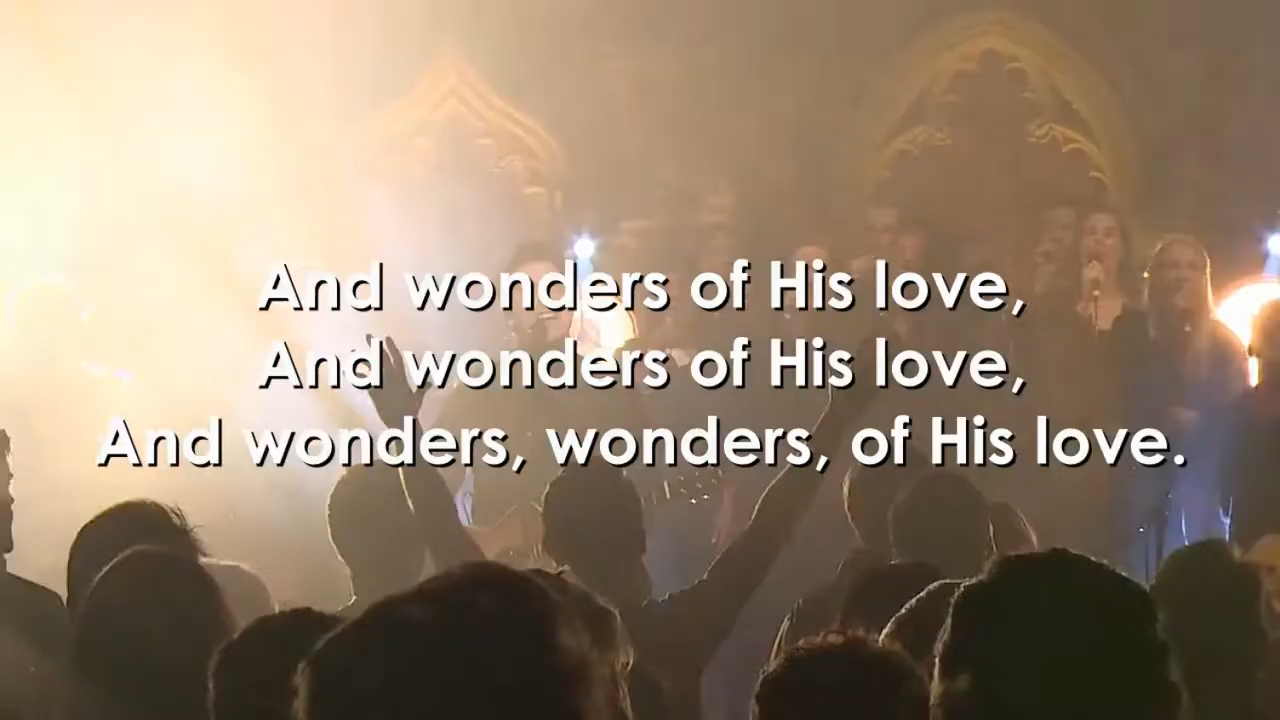 And wonders of His love,
And wonders of His love,
And wonders, wonders, of His love.